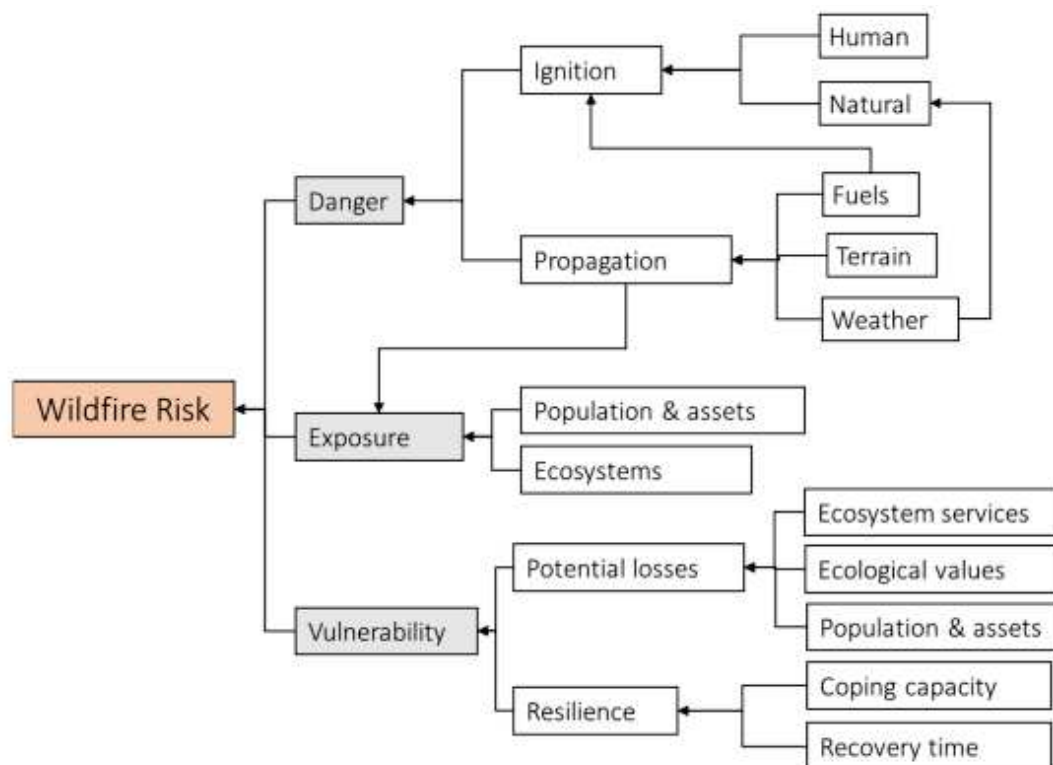 Human
Ignition
Natural
Fuels
Danger
Terrain
Propagation
Weather
Wildfire Risk
Population & assets
Exposure
Ecosystems
Ecosystem services
Potential losses
Ecological values
Vulnerability
Population & assets
Coping capacity
Resilience
Recovery time